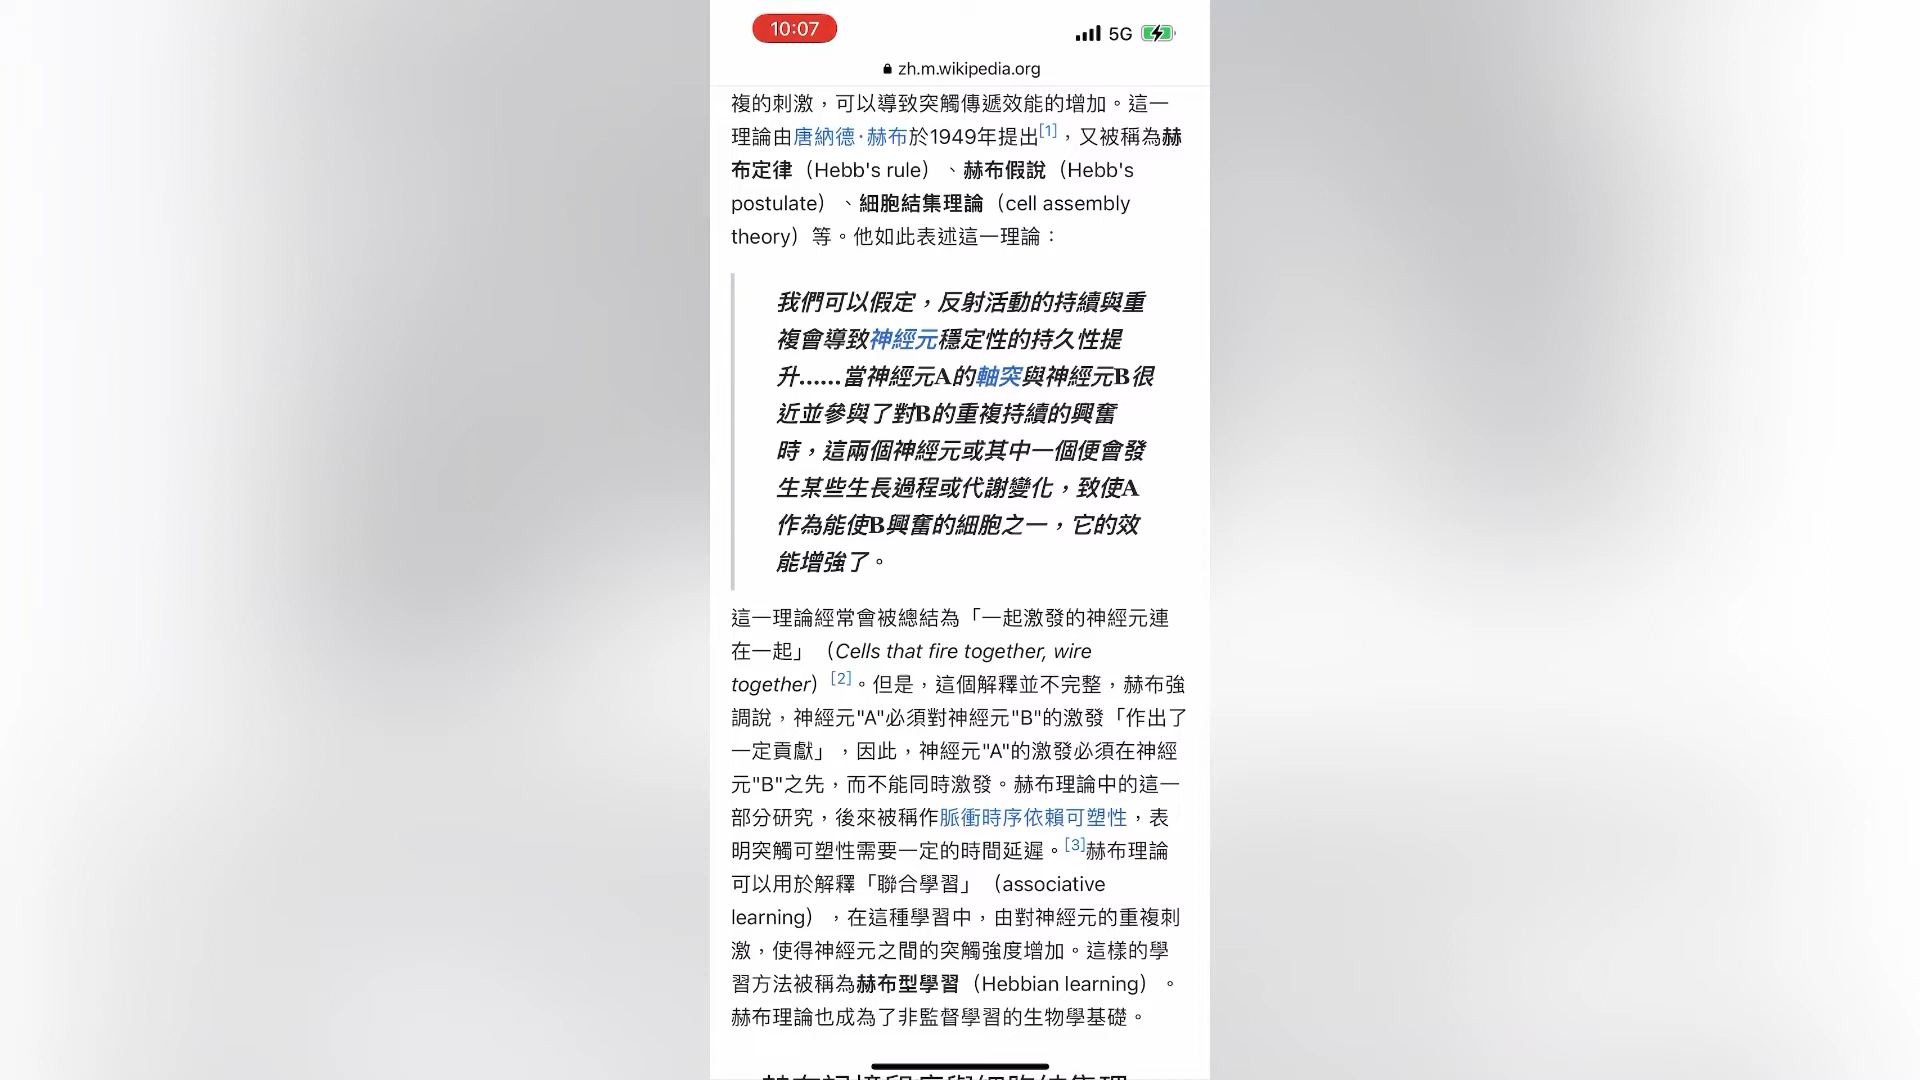 10:07
5G
zh.m.wikipedia.org
複的刺激，可以導致突觸傳遞效能的增加。這一
理論由唐納德·赫布於1949年提出[1]，又被稱為赫
布定律（Hebb's rule）、赫布假說（Hebb's
postulate）、細胞結集理論（cell assembly
theory）等。他如此表述這一理論：
我們可以假定，反射活動的持續與重
複會導致神經元穩定性的持久性提
升……當神經元A的軸突與神經元B很
近並參與了對B的重複持續的興奮
時，這兩個神經元或其中一個便會發
生某些生長過程或代謝變化，致使A
作為能使B興奮的細胞之一，它的效
能增強了。
這一理論經常會被總結為「一起激發的神經元連
在一起」（Cells that fire together, wire
together）[2]。但是，這個解釋並不完整，赫布強
調說，神經元"A"必須對神經元"B"的激發「作出了
一定貢獻」，因此，神經元"A"的激發必須在神經
元"B"之先，而不能同時激發。赫布理論中的這一
部分研究，後來被稱作脈衝時序依賴可塑性，表
明突觸可塑性需要一定的時間延遲。[3]赫布理論
可以用於解釋「聯合學習」（associative
learning），在這種學習中，由對神經元的重複刺
激，使得神經元之間的突觸強度增加。這樣的學
習方法被稱為赫布型學習（Hebbian learning）。
赫布理論也成為了非監督學習的生物學基礎。